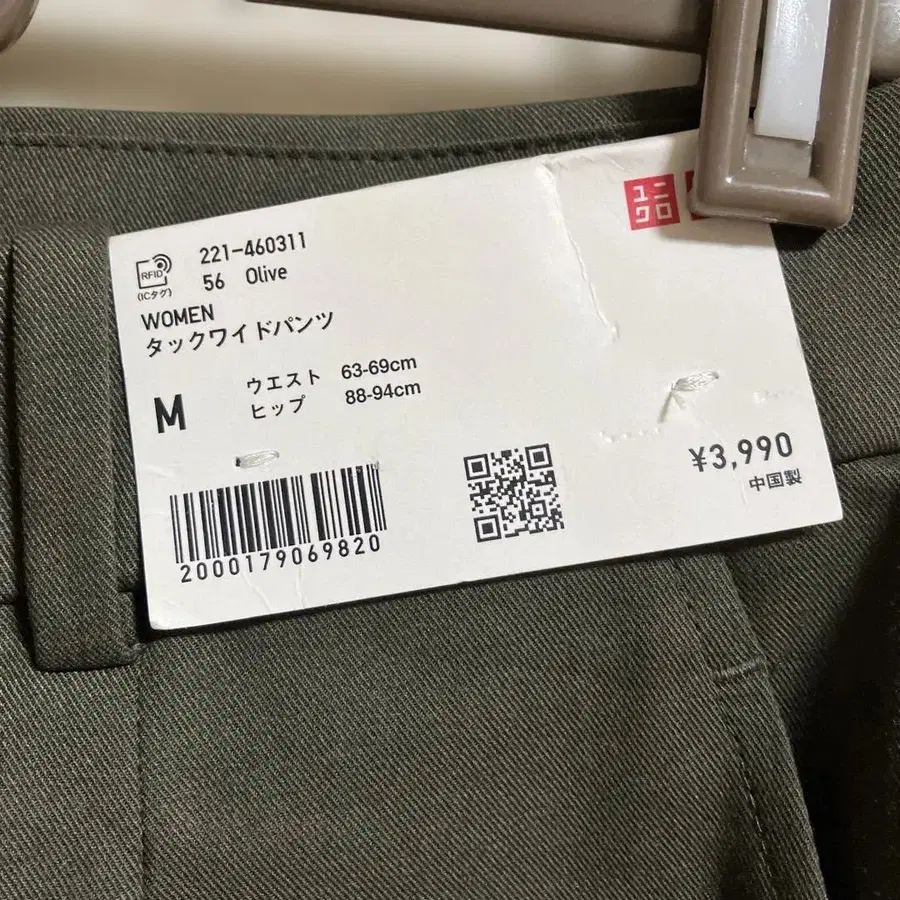 ユニ
クロ
RFID
(ICタグ)
221-460311
56 Olive
WOMEN
タックワイドパンツ
M
ウエスト 63-69cm
ヒップ 88-94cm
2000179069820
¥3,990
中国製